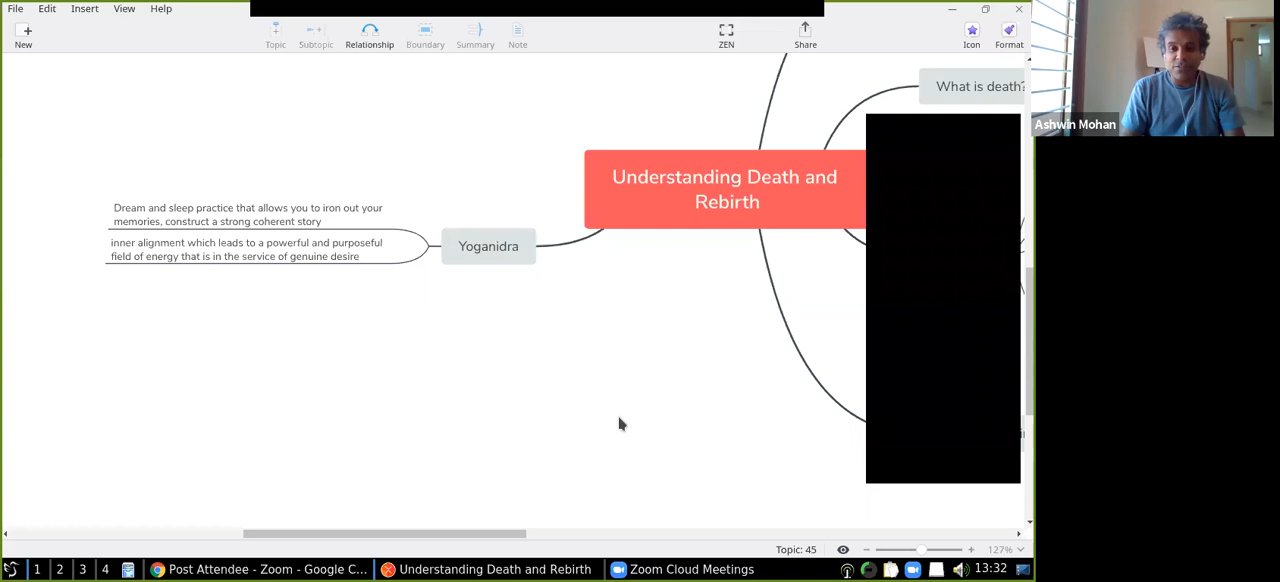 File Edit Insert View Help
New
Topic Subtopic Relationship Boundary Summary Note
ZEN
Share
Icon Format
Ashwin Mohan
What is death?
Understanding Death and
Rebirth
Dream and sleep practice that allows you to iron out your
memories, construct a strong coherent story
inner alignment which leads to a powerful and purposeful
field of energy that is in the service of genuine desire
Yoganidra
Topic: 45
127%
1 2 3 4
Post Attendee - Zoom - Google C...
Understanding Death and Rebirth
Zoom Cloud Meetings
13:32